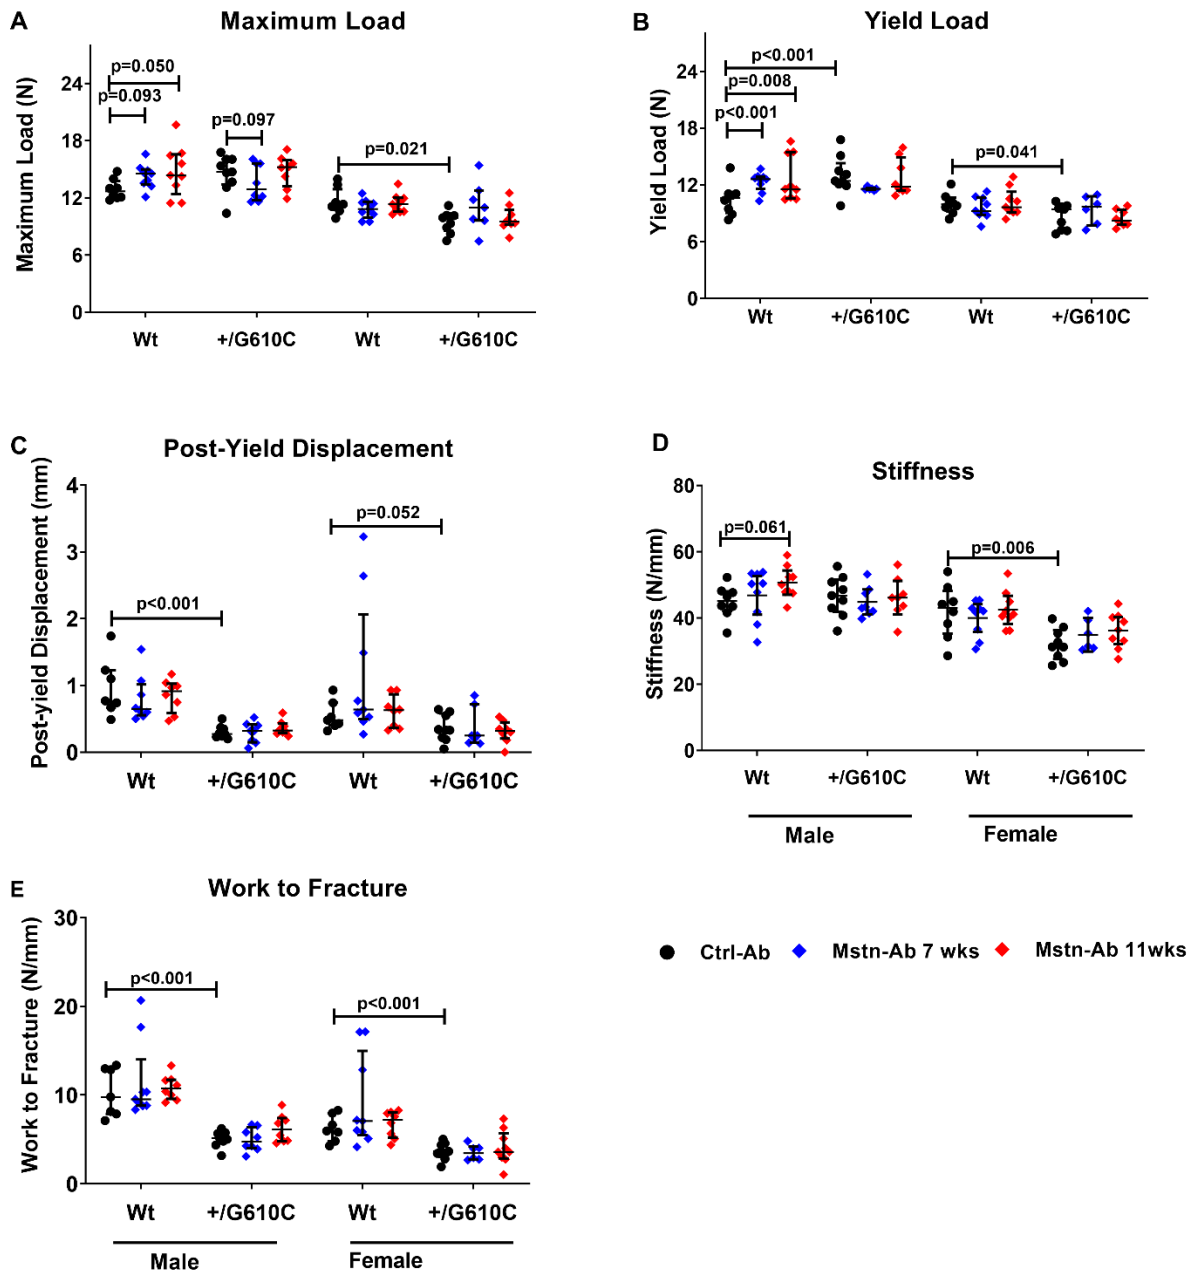 A
Maximum Load
Maximum Load (N)
24
18
12
6
0
p=0.050
p=0.093
p=0.097
p=0.021
Wt
+/G610C
Wt
+/G610C
B
Yield Load
Yield Load (N)
24
18
12
6
0
p<0.001
p=0.008
p<0.001
p=0.041
Wt
+/G610C
Wt
+/G610C
C
Post-Yield Displacement
Post-yield Displacement (mm)
4
3
2
1
0
p<0.001
p=0.052
Wt
+/G610C
Wt
+/G610C
D
Stiffness
Stiffness (N/mm)
80
60
40
20
0
p=0.061
p=0.006
Wt
+/G610C
Wt
+/G610C
Male
Female
E
Work to Fracture
Work to Fracture (N/mm)
30
20
10
0
p<0.001
p<0.001
Wt
+/G610C
Wt
+/G610C
Male
Female
Ctrl-Ab
Mstn-Ab 7 wks
Mstn-Ab 11wks